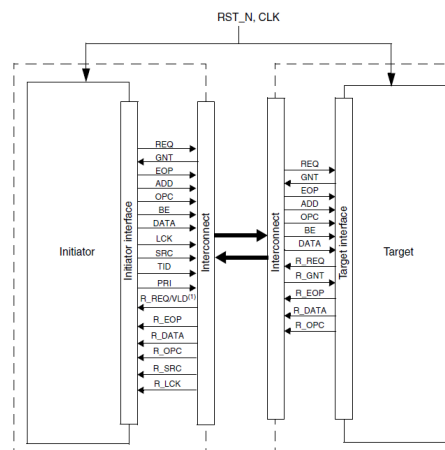 RST_N, CLK
Initiator
Initiator interface
REQ
GNT
EOP
ADD
OPC
BE
DATA
LCK
SRC
TID
PRI
R_REQ/VLD(1)
R_EOP
R_DATA
R_OPC
R_SRC
R_LCK
Interconnect
Interconnect
REQ
GNT
EOP
ADD
OPC
BE
DATA
R_REQ
R_GNT
R_EOP
R_DATA
R_OPC
Target interface
Target